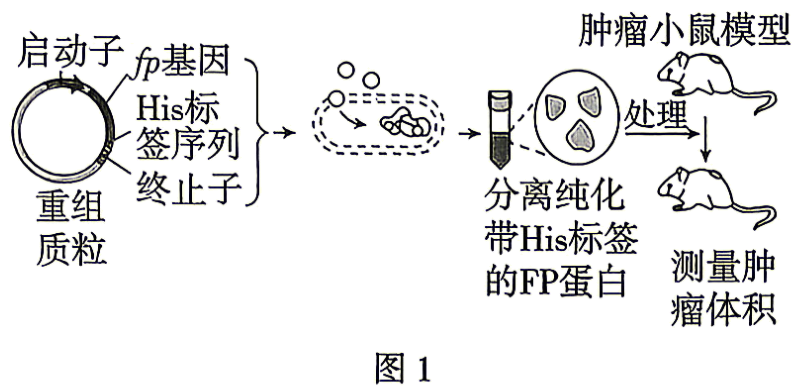 启动子
fp基因
His标
签序列
终止子
重组
质粒
分离纯化
带His标签
的FP蛋白
处理
肿瘤小鼠模型
测量肿
瘤体积
图1